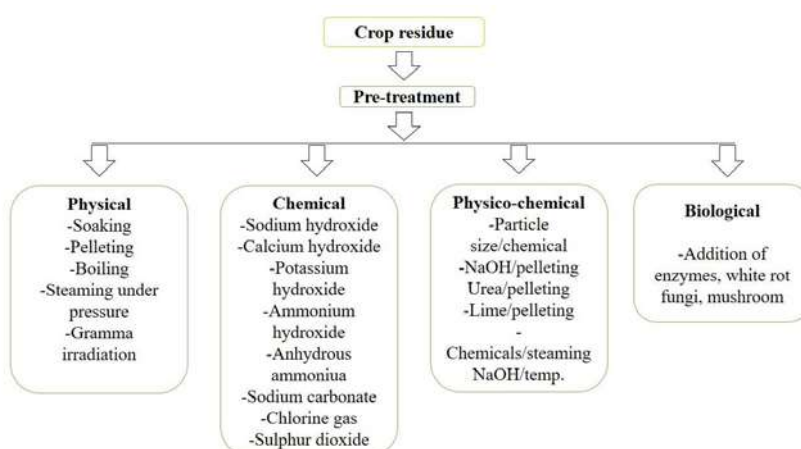 Crop residue
Pre-treatment
Physical
-Soaking
-Pelleting
-Boiling
-Steaming under
pressure
-Gramma
irradiation
Chemical
-Sodium hydroxide
-Calcium hydroxide
-Potassium
hydroxide
-Ammonium
hydroxide
-Anhydrous
ammoniua
-Sodium carbonate
-Chlorine gas
-Sulphur dioxide
Physico-chemical
-Particle
size/chemical
-NaOH/pelleting
Urea/pelleting
-Lime/pelleting
-
Chemicals/steaming
NaOH/temp.
Biological
-Addition of
enzymes, white rot
fungi, mushroom